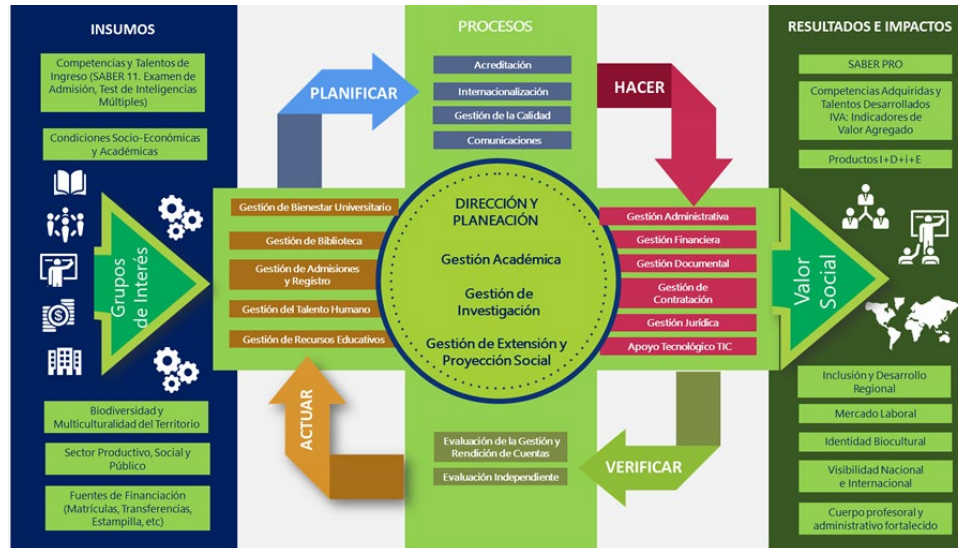 INSUMOS
Competencias y Talentos de
Ingreso (SABER 11. Examen de
Admisión, Test de Inteligencias
Múltiples)
Condiciones Socio-Económicas
y Académicas
Grupos
de Interés
Biodiversidad y
Multiculturalidad del Territorio
Sector Productivo, Social y
Público
Fuentes de Financiación
(Matrículas, Transferencias,
Estampilla, etc)
PROCESOS
PLANIFICAR
Acreditación
Internacionalización
Gestión de la Calidad
Comunicaciones
HACER
Gestión de Bienestar Universitario
Gestión de Biblioteca
Gestión de Admisiones
y Registro
Gestión del Talento Humano
Gestión de Recursos Educativos
DIRECCIÓN Y
PLANEACIÓN
Gestión Académica
Gestión de
Investigación
Gestión de Extensión y
Proyección Social
Gestión Administrativa
Gestión Financiera
Gestión Documental
Gestión de
Contratación
Gestión Jurídica
Apoyo Tecnológico TIC
ACTUAR
Evaluación de la Gestión y
Rendición de Cuentas
Evaluación Independiente
VERIFICAR
RESULTADOS E IMPACTOS
SABER PRO
Competencias Adquiridas y
Talentos Desarrollados
IVA: Indicadores de
Valor Agregado
Productos I+D+i+E
Valor
Social
Inclusión y Desarrollo
Regional
Mercado Laboral
Identidad Biocultural
Visibilidad Nacional
e Internacional
Cuerpo profesoral y
administrativo fortalecido